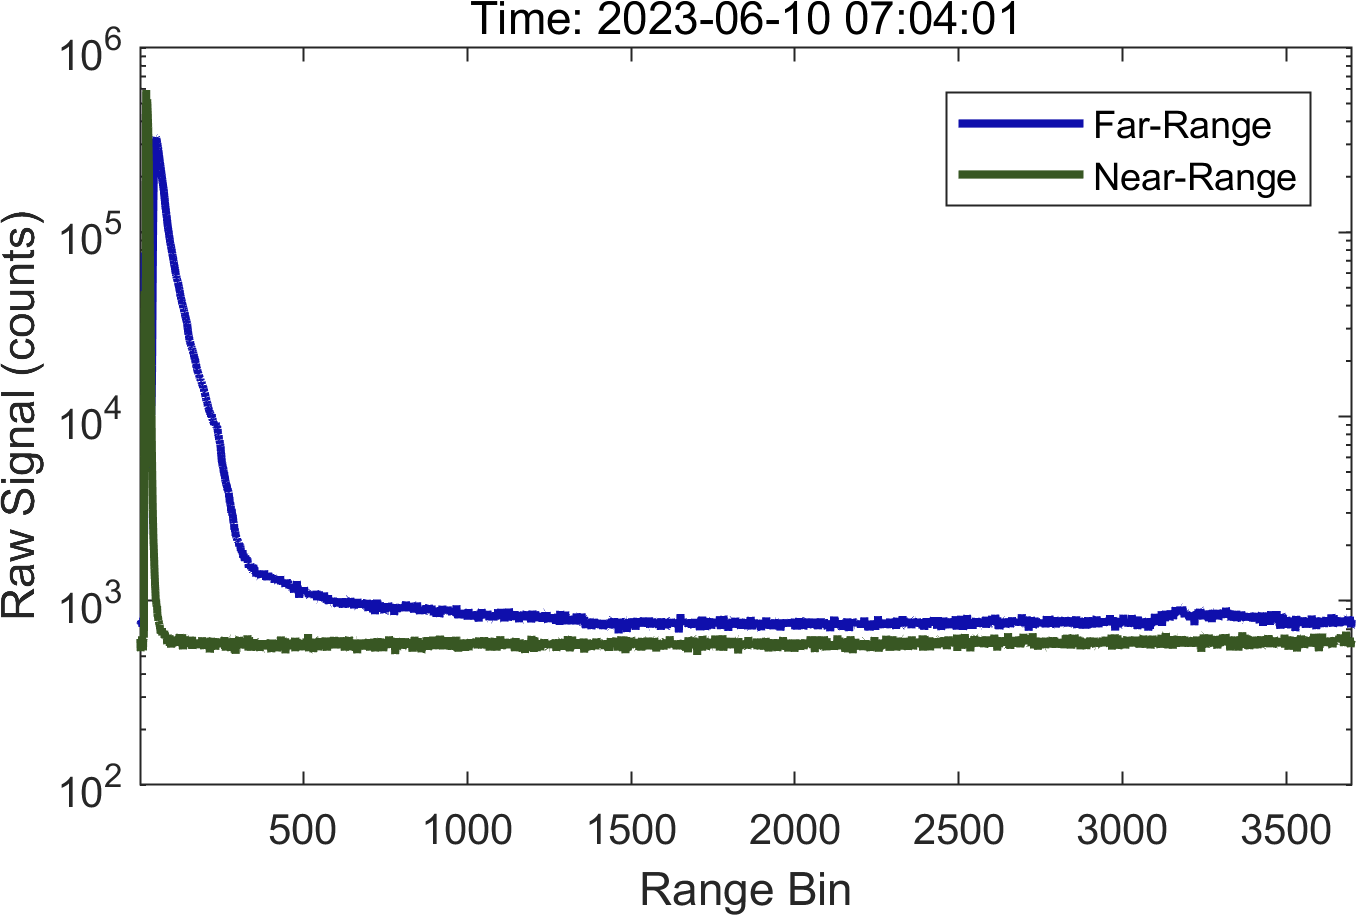 Time: 2023-06-10 07:04:01
10^6
10^5
10^4
10^3
10^2
Raw Signal (counts)
Far-Range
Near-Range
500 1000 1500 2000 2500 3000 3500
Range Bin